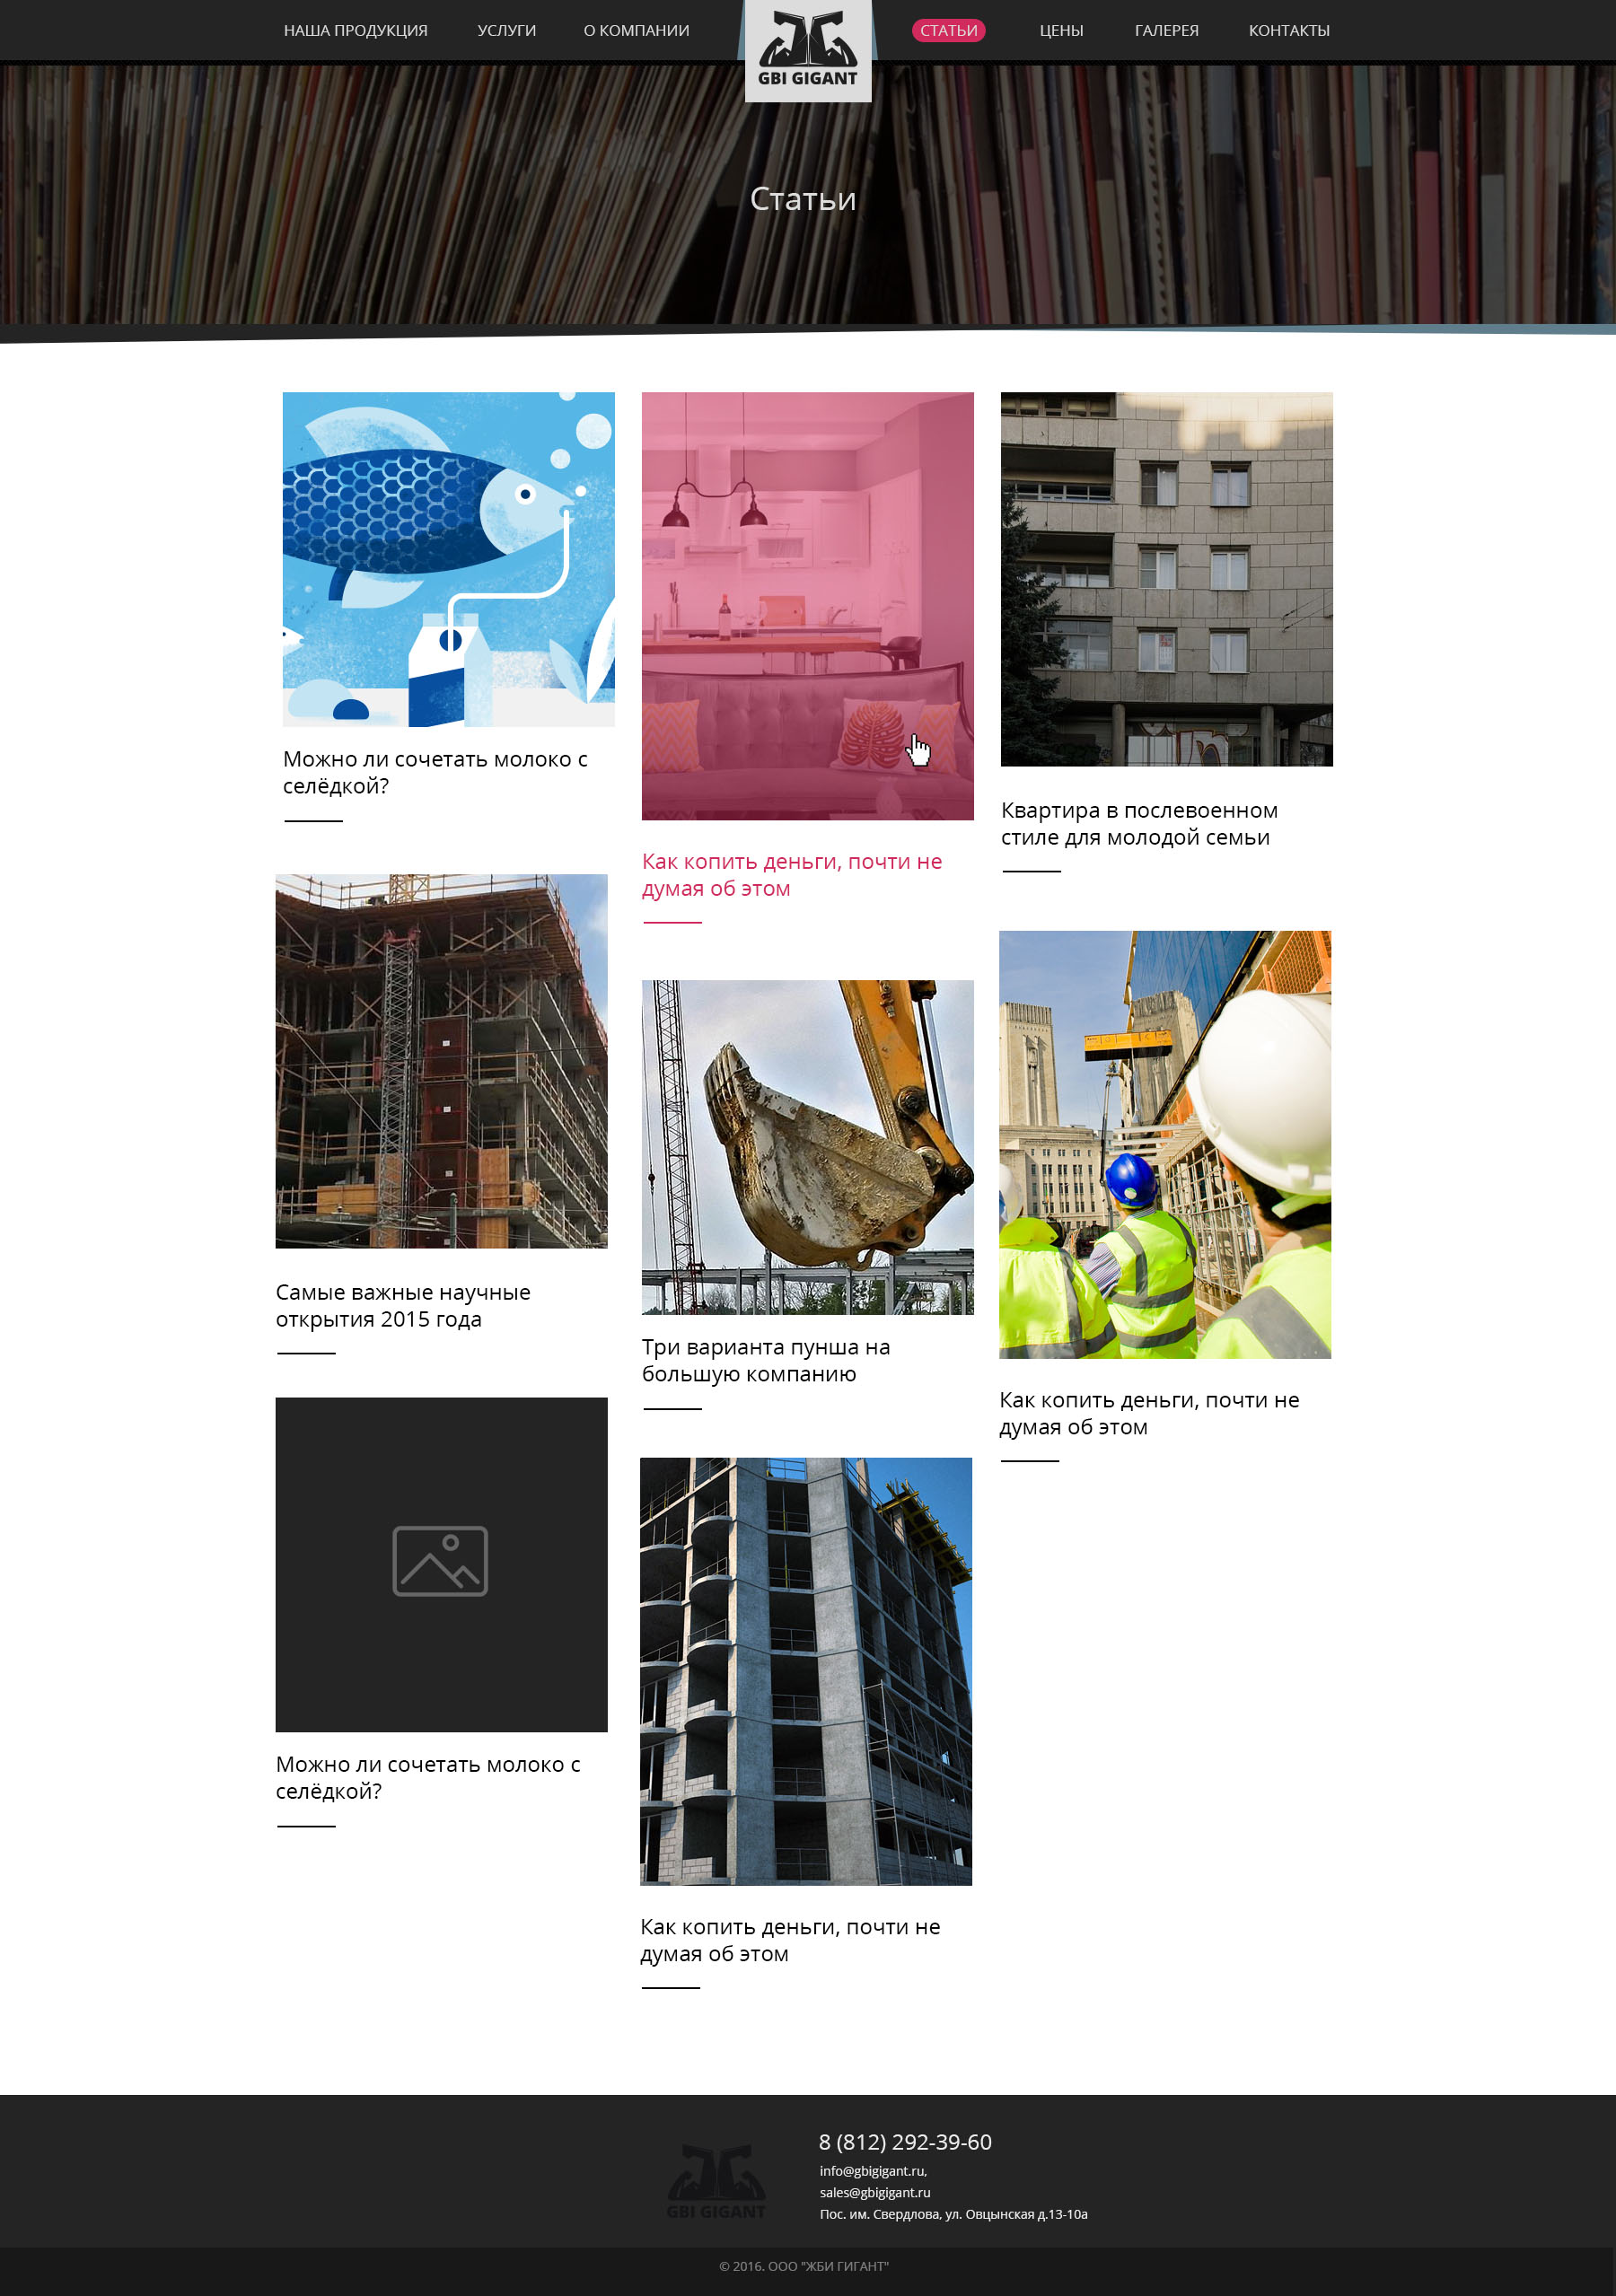 НАША ПРОДУКЦИЯ
УСЛУГИ
О КОМПАНИИ
GBI GIGANT
СТАТЬИ
ЦЕНЫ
ГАЛЕРЕЯ
КОНТАКТЫ
Статьи
Можно ли сочетать молоко с
селёдкой?
Как копить деньги, почти не
думая об этом
Квартира в послевоенном
стиле для молодой семьи
Самые важные научные
открытия 2015 года
Три варианта пунша на
большую компанию
Как копить деньги, почти не
думая об этом
Можно ли сочетать молоко с
селёдкой?
Как копить деньги, почти не
думая об этом
GBI GIGANT
8 (812) 292-39-60
info@gbigigant.ru,
sales@gbigigant.ru
Пос. им. Свердлова, ул. Овцынская д.13-10а
© 2016. ООО "ЖБИ ГИГАНТ"